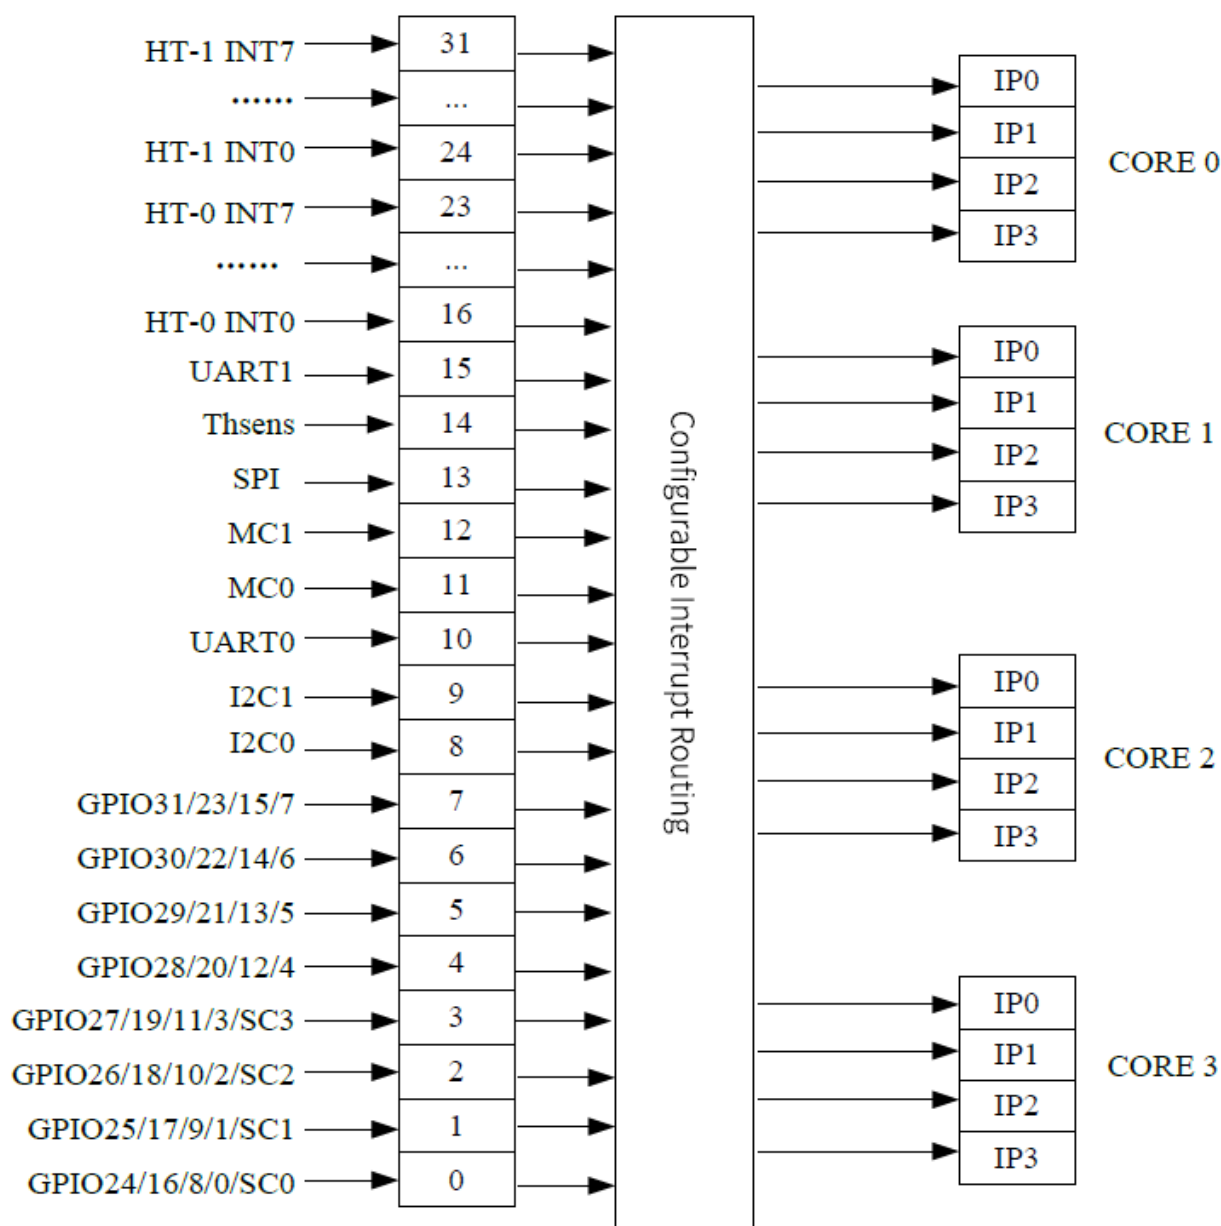 HT-1 INT7 31
...... ...
HT-1 INT0 24
HT-0 INT7 23
...... ...
HT-0 INT0 16
UART1 15
Thsens 14
SPI 13
MC1 12
MC0 11
UART0 10
I2C1 9
I2C0 8
GPIO31/23/15/7 7
GPIO30/22/14/6 6
GPIO29/21/13/5 5
GPIO28/20/12/4 4
GPIO27/19/11/3/SC3 3
GPIO26/18/10/2/SC2 2
GPIO25/17/9/1/SC1 1
GPIO24/16/8/0/SC0 0
Configurable Interrupt Routing
IP0
IP1
IP2
IP3
CORE 0
IP0
IP1
IP2
IP3
CORE 1
IP0
IP1
IP2
IP3
CORE 2
IP0
IP1
IP2
IP3
CORE 3